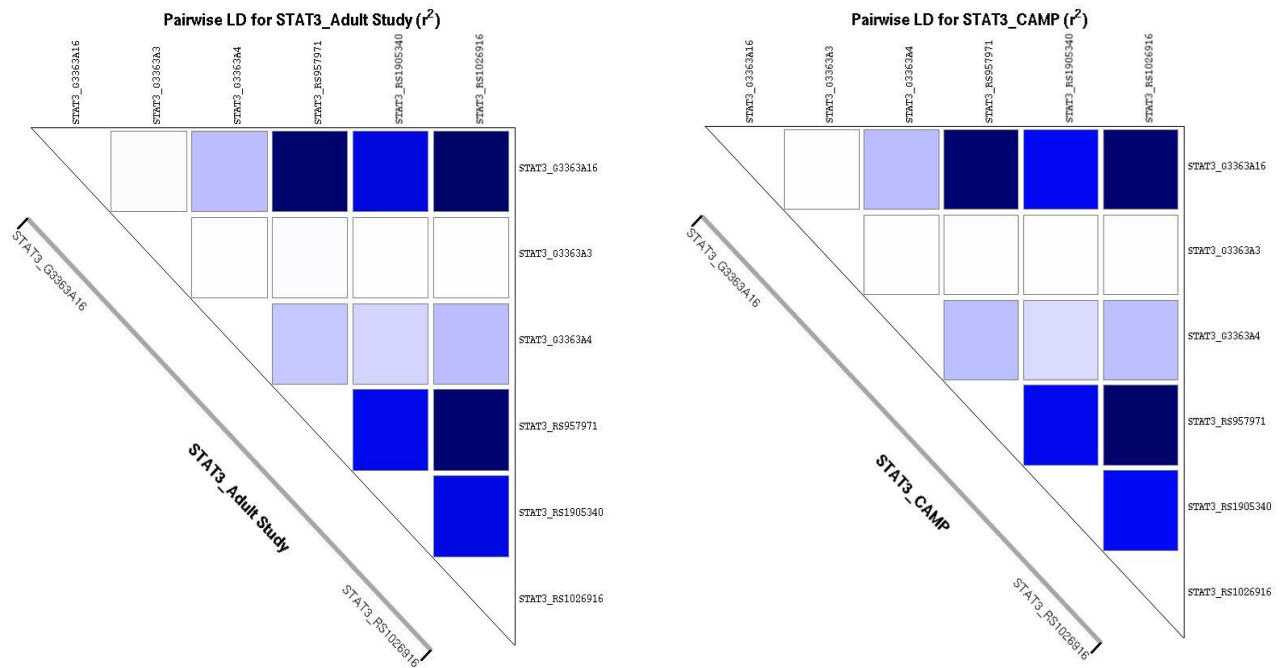 Pairwise LD for STAT3_Adult Study (r²)
STAT3_G3363A16
STAT3_G3363A3
STAT3_G3363A4
STAT3_RS957971
STAT3_RS1905340
STAT3_RS1026916
STAT3_G3363A16
STAT3_G3363A3
STAT3_G3363A4
STAT3_RS957971
STAT3_RS1905340
STAT3_RS1026916
STAT3_G3363A16
STAT3_Adult Study
STAT3_RS1026916
Pairwise LD for STAT3_CAMP (r²)
STAT3_G3363A16
STAT3_G3363A3
STAT3_G3363A4
STAT3_RS957971
STAT3_RS1905340
STAT3_RS1026916
STAT3_G3363A16
STAT3_G3363A3
STAT3_G3363A4
STAT3_RS957971
STAT3_RS1905340
STAT3_RS1026916
STAT3_G3363A16
STAT3_CAMP
STAT3_RS1026916